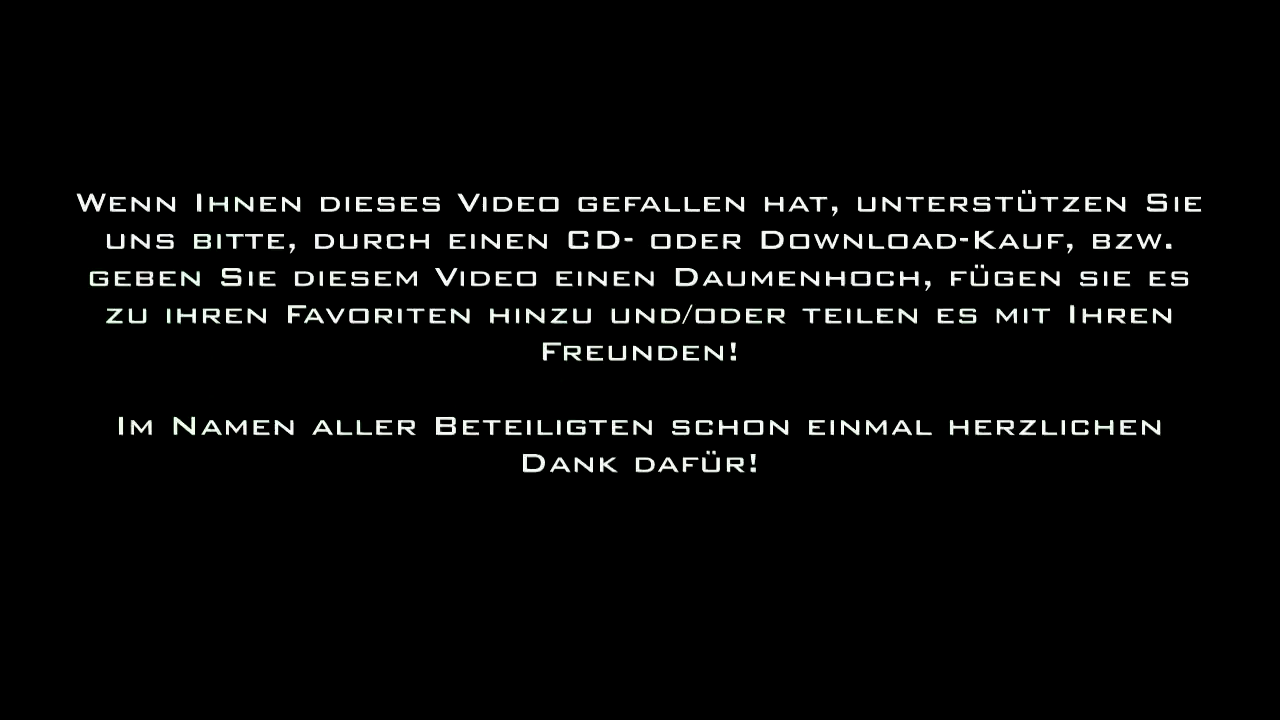 Wenn Ihnen dieses Video gefallen hat, unterstützen Sie
uns bitte, durch einen CD- oder Download-Kauf, bzw.
geben Sie diesem Video einen Daumenhoch, fügen sie es
zu ihren Favoriten hinzu und/oder teilen es mit Ihren
Freunden!
Im Namen aller Beteiligten schon einmal herzlichen
Dank dafür!